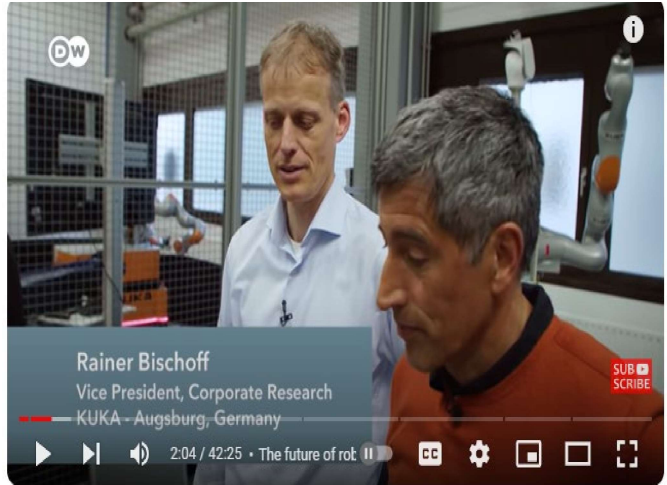 DW
KUKA
Rainer Bischoff
Vice President, Corporate Research
KUKA - Augsburg, Germany
SUB
SCRIBE
2:04 / 42:25 • The future of rob
CC